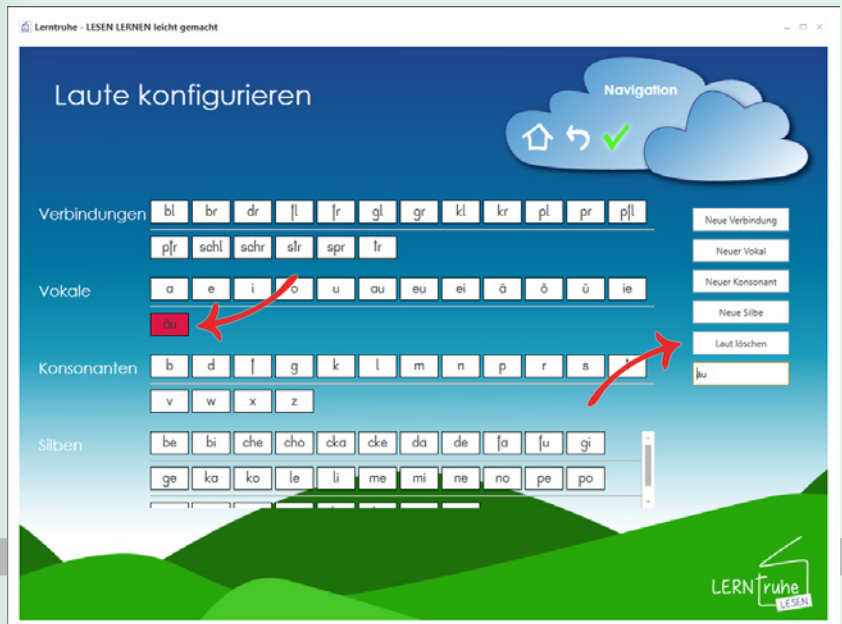 Lerntruhe - LESEN LERNEN leicht gemacht
Laute konfigurieren
Navigation
Verbindungen bl br dr fl fr gl gr kl kr pl pr pfl
pfr schl schr str spr tr
Vokale a e i o u au eu ei ä ö ü ie
äu
Konsonanten b d f g k l m n p r s t
v w x z
Silben be bi che cho cka cke da de fa fu gi
ge ka ko le li me mi ne no pe po
Neue Verbindung
Neuer Vokal
Neuer Konsonant
Neue Silbe
Laut löschen
äu
LERNTruhe
LESEN